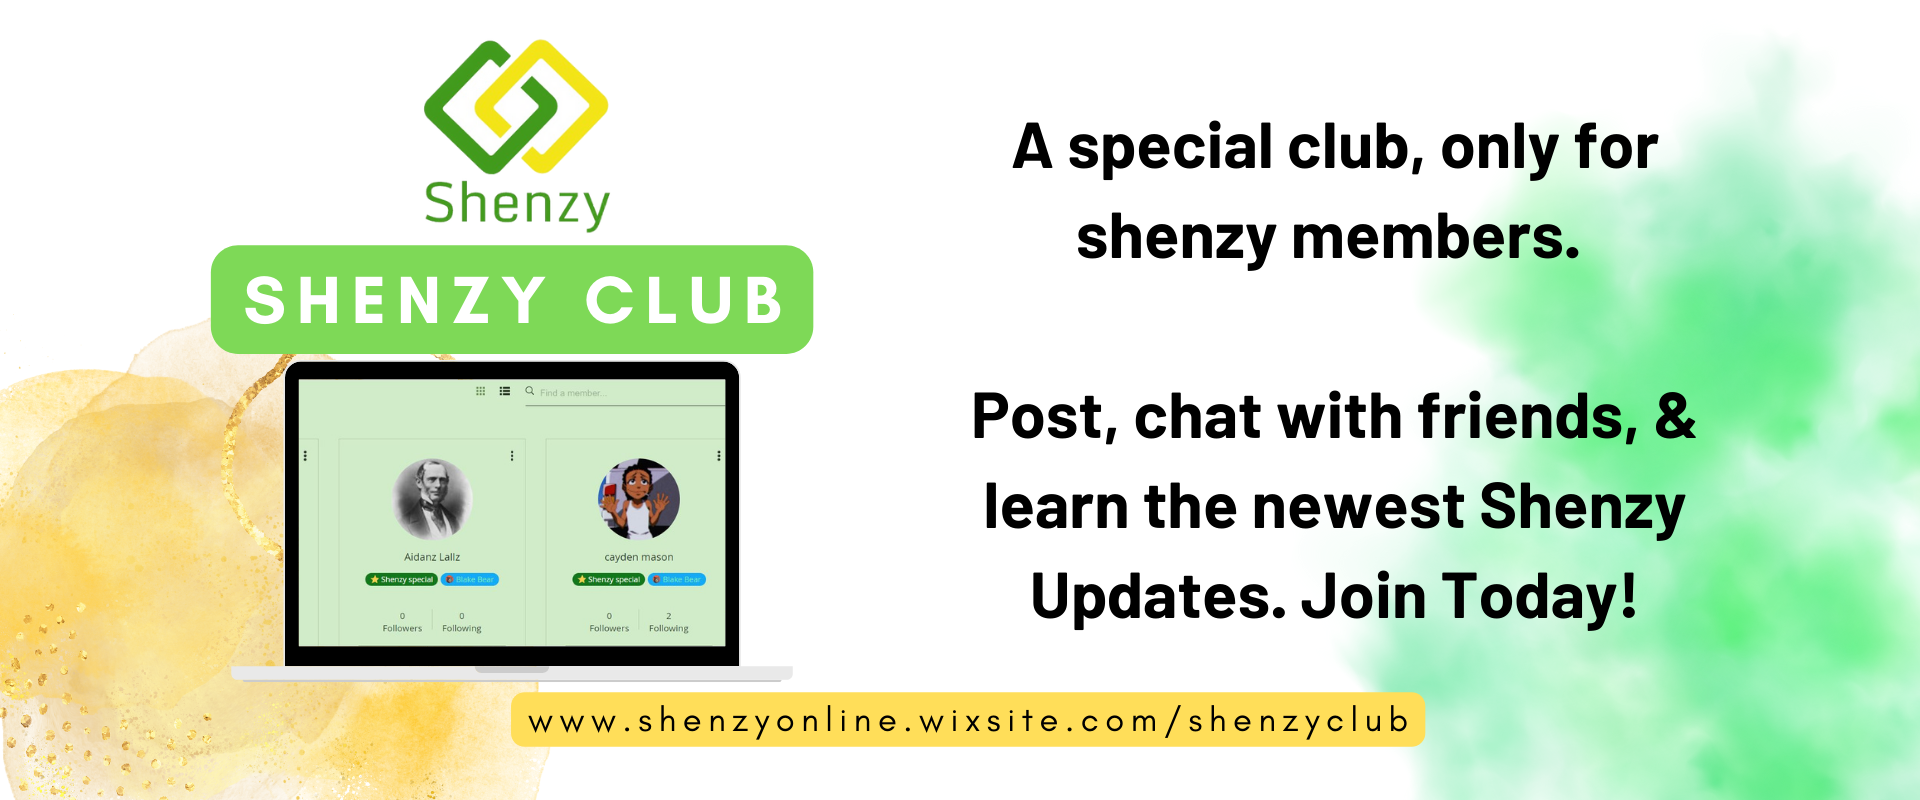 Shenzy
SHENZY CLUB
Find a member...
Aidanz Lallz
cayden mason
Shenzy special
Blake Bear
Shenzy special
Blake Bear
0
0
0
2
Followers
Following
Followers
Following
A special club, only for
shenzy members.
Post, chat with friends, &
learn the newest Shenzy
Updates. Join Today!
www.shenzyonline.wixsite.com/shenzyclub